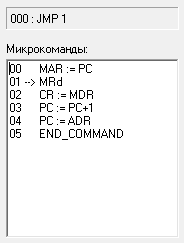 000 : JMP 1
Микрокоманды:
00 MAR := PC
01 --> MRd
02 CR := MDR
03 PC := PC+1
04 PC := ADR
05 END_COMMAND